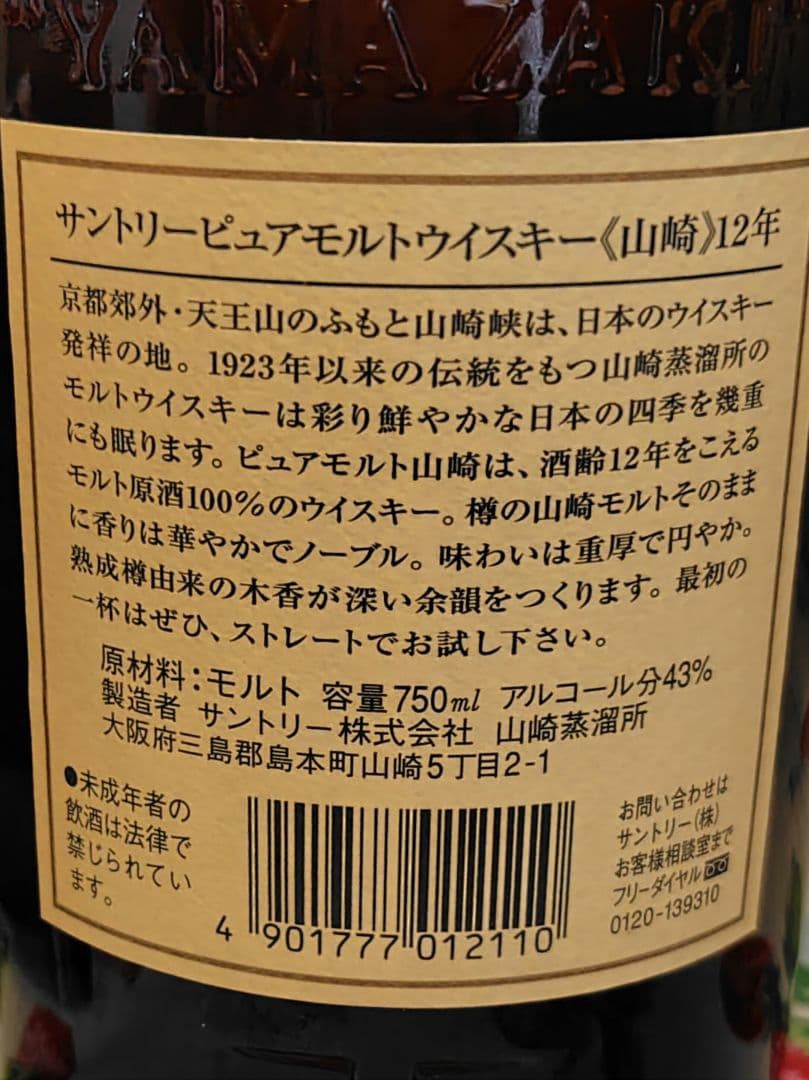 YAMAZAKI
サントリーピュアモルトウイスキー《山崎》12年
京都郊外・天王山のふもと山崎峡は、日本のウイスキー
発祥の地。1923年以来の伝統をもつ山崎蒸溜所の
モルトウイスキーは彩り鮮やかな日本の四季を幾重
にも眠ります。ピュアモルト山崎は、酒齢12年をこえる
モルト原酒100%のウイスキー。樽の山崎モルトそのまま
に香りは華やかでノーブル。味わいは重厚で円やか。
熟成樽由来の木香が深い余韻をつくります。最初の
一杯はぜひ、ストレートでお試し下さい。
原材料：モルト 容量750ml アルコール分43%
製造者 サントリー株式会社 山崎蒸溜所
大阪府三島郡島本町山崎5丁目2-1
●未成年者の
飲酒は法律で
禁じられてい
ます。
4 901777 012110
お問い合わせは
サントリー(株)
お客様相談室まで
フリーダイヤル
0120-139310